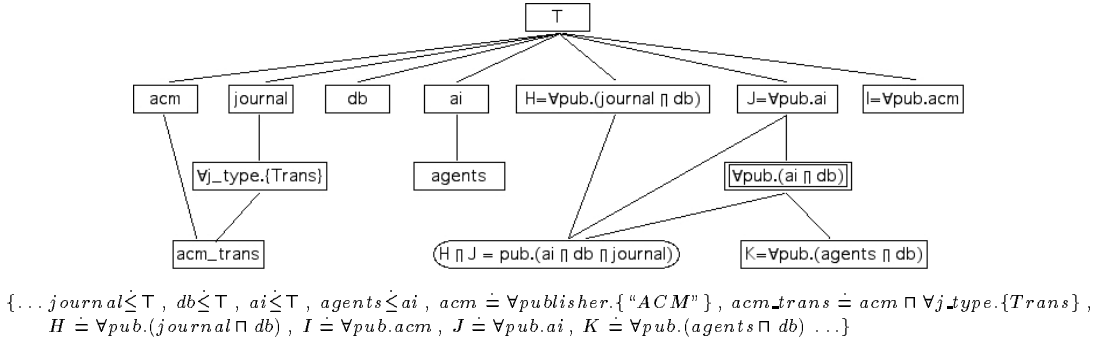 ⊤
acm journal db ai H=∀pub.(journal ⊓ db) J=∀pub.ai I=∀pub.acm
∀j_type.{Trans} agents ∀pub.(ai ⊓ db)
acm_trans H ⊓ J = pub.(ai ⊓ db ⊓ journal) K=∀pub.(agents ⊓ db)
{... journal≤̇⊤ , db≤̇⊤ , ai≤̇⊤ , agents≤̇ai , acm ≐ ∀publisher.{“ACM”} , acm_trans ≐ acm ⊓ ∀j_type.{Trans} ,
H ≐ ∀pub.(journal ⊓ db) , I ≐ ∀pub.acm , J ≐ ∀pub.ai , K ≐ ∀pub.(agents ⊓ db) ...}